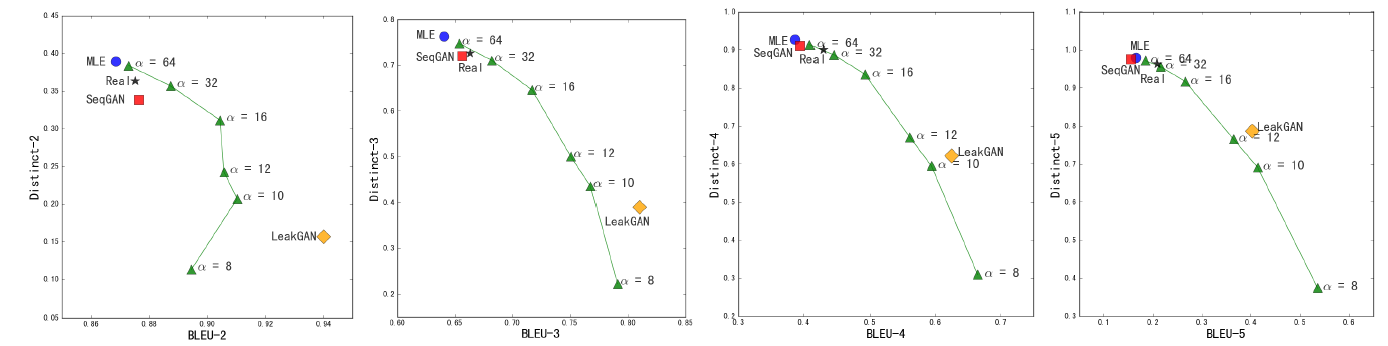 0.45
0.40
0.35
0.30
0.25
0.20
0.15
0.10
0.05
Distinct-2
MLE
α = 64
Real
α = 32
SeqGAN
α = 16
α = 12
α = 10
LeakGAN
α = 8
0.86
0.88
0.90
0.92
0.94
BLEU-2
0.8
0.7
0.6
0.5
0.4
0.3
0.2
Distinct-3
MLE
α = 64
SeqGAN
α = 32
Real
α = 16
α = 12
α = 10
LeakGAN
α = 8
0.60
0.65
0.70
0.75
0.80
0.85
BLEU-3
1.0
0.9
0.8
0.7
0.6
0.5
0.4
0.3
0.2
Distinct-4
MLE
α = 64
SeqGAN
α = 32
Real
α = 16
α = 12
LeakGAN
α = 10
α = 8
0.3
0.4
0.5
0.6
0.7
BLEU-4
1.1
1.0
0.9
0.8
0.7
0.6
0.5
0.4
0.3
Distinct-5
MLE
α = 64
SeqGAN
α = 32
Real
α = 16
LeakGAN
α = 12
α = 10
α = 8
0.1
0.2
0.3
0.4
0.5
0.6
BLEU-5